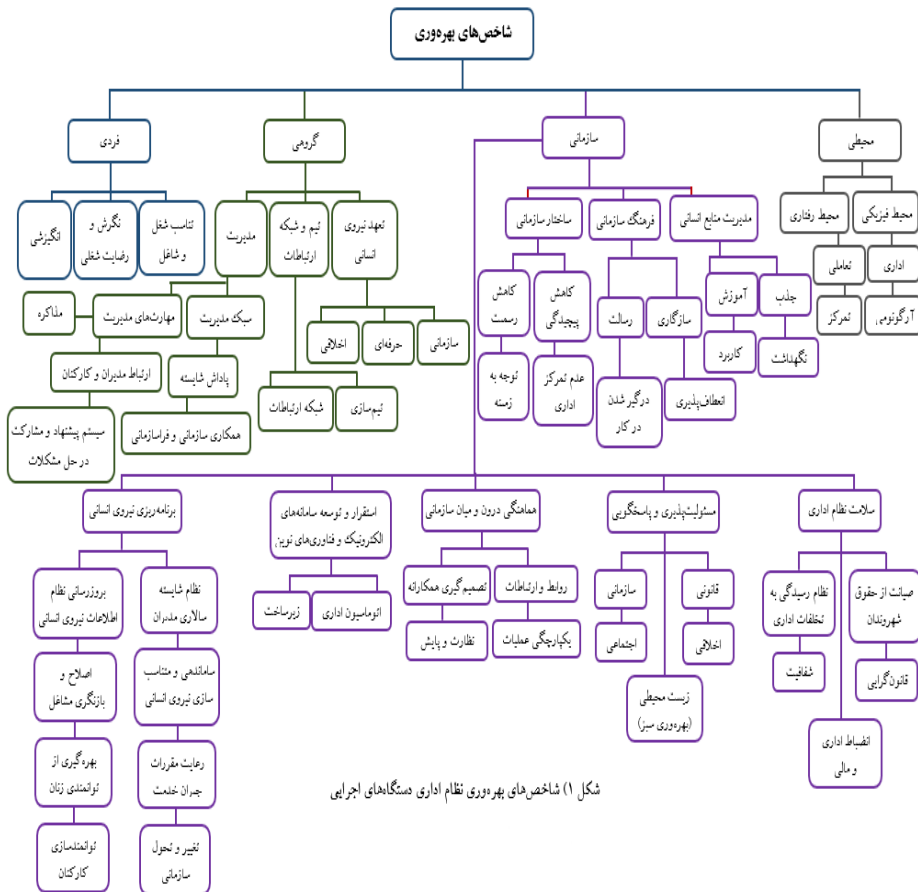 شاخص‌های بهره‌وری
محیطی
سازمانی
گروهی
فردی
محیط فیزیکی
محیط رفتاری
اداری
تعاملی
آرگونومی
تمرکز
مدیریت منابع انسانی
فرهنگ سازمانی
ساختار سازمانی
جذب
آموزش
نگهداشت
کاربرد
سازگاری
رسالت
انعطاف‌پذیری
درگیر شدن
در کار
کاهش
پیچیدگی
کاهش
رسمت
عدم تمرکز
اداری
توجه به
زمنه
تعهد نیروی
انسانی
تیم و شبکه
ارتباطات
مدیریت
سازمانی
حرفه‌ای
اخلاقی
تیم‌سازی
شبکه ارتباطات
سبک مدیریت
مهارت‌های مدیریت
مذاکره
پاداش شایسته
ارتباط مدیران و کارکنان
همکاری سازمانی و فراسازمانی
سیستم پیشنهاد و مشارکت
در حل مشکلات
تناسب شغل
و شاغل
نگرش و
رضایت شغلی
انگیزشی
سلامت نظام اداری
مسئولیت‌پذیری و پاسخگویی
هماهنگی درون و میان سازمانی
استقرار و توسعه سامانه‌های
الکترونیک و فناوری‌های نوین
برنامه‌ریزی نیروی انسانی
صیانت از حقوق
شهروندان
نظام رسیدگی به
تخلفات اداری
قانون‌گرایی
شفافیت
انضباط اداری
و مالی
قانونی
سازمانی
اخلاقی
اجتماعی
زیست محیطی
(بهره‌وری سبز)
روابط و ارتباطات
تصمیم‌گیری همکارانه
یکپارچگی عملیات
نظارت و پایش
اتوماسیون اداری
زیرساخت
نظام شایسته
سالاری مدیران
بروزرسانی نظام
اطلاعات نیروی انسانی
ساماندهی و متناسب
سازی نیروی انسانی
اصلاح و
بازنگری مشاغل
رعایت مقررات
جبران خدمت
بهره‌گیری از
توانمندی زنان
تغییر و تحول
سازمانی
توانمندسازی
کارکنان
شکل ۱) شاخص‌های بهره‌وری نظام اداری دستگاه‌های اجرایی